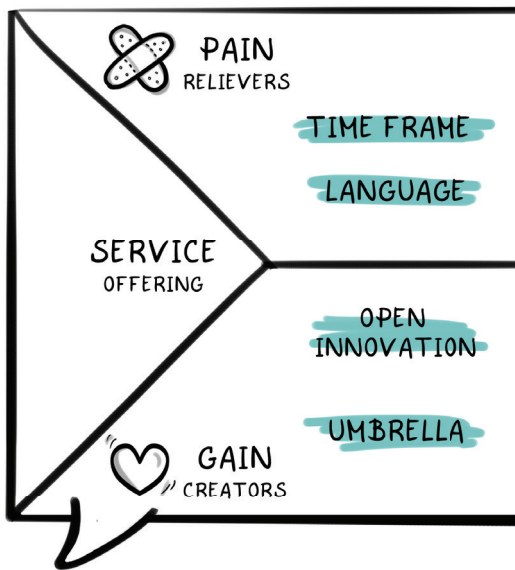 PAIN
RELIEVERS
TIME FRAME
LANGUAGE
SERVICE
OFFERING
OPEN
INNOVATION
UMBRELLA
GAIN
CREATORS